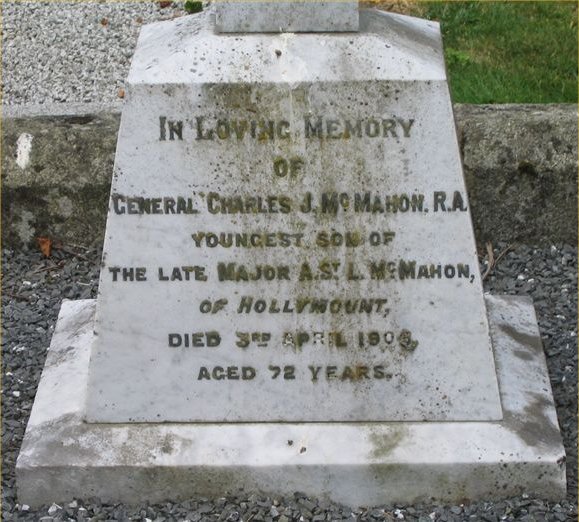 IN LOVING MEMORY
OF
GENERAL CHARLES J. MCMAHON. R.A.
YOUNGEST SON OF
THE LATE MAJOR A. ST. L. MCMAHON,
OF HOLLYMOUNT,
DIED 3RD APRIL
AGED 72 YEARS.